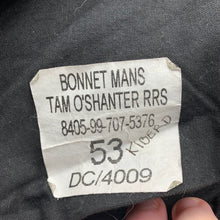 BONNET MANS
TAM O'SHANTER RRS
8405-99-707-5376
53
DC/4009